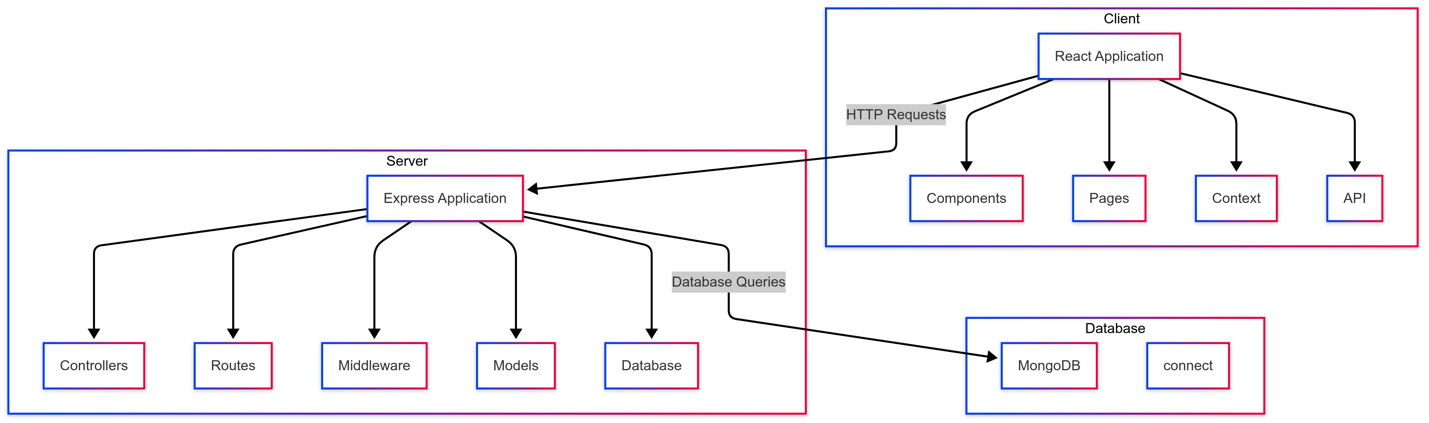 Client
React Application
HTTP Requests
Components
Pages
Context
API
Server
Express Application
Database Queries
Controllers
Routes
Middleware
Models
Database
Database
MongoDB
connect